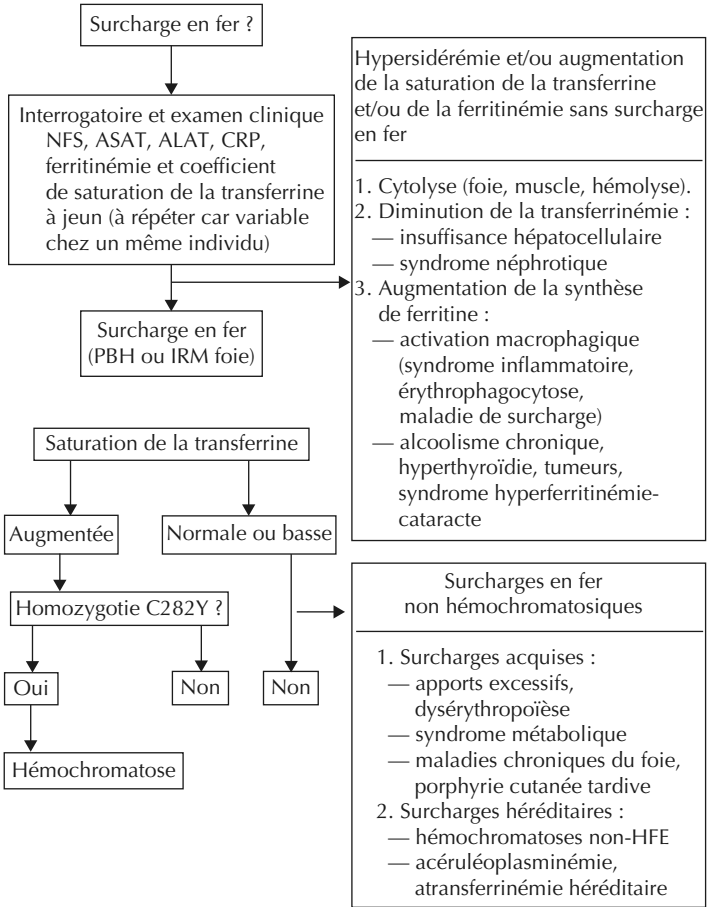 Surcharge en fer ?
Interrogatoire et examen clinique
NFS, ASAT, ALAT, CRP,
ferritinémie et coefficient
de saturation de la transferrine
à jeun (à répéter car variable
chez un même individu)
Surcharge en fer
(PBH ou IRM foie)
Hypersidérémie et/ou augmentation
de la saturation de la transferrine
et/ou de la ferritinémie sans surcharge
en fer
1. Cytolyse (foie, muscle, hémolyse).
2. Diminution de la transferrinémie :
— insuffisance hépatocellulaire
— syndrome néphrotique
3. Augmentation de la synthèse
de ferritine :
— activation macrophagique
(syndrome inflammatoire,
érythrophagocytose,
maladie de surcharge)
— alcoolisme chronique,
hyperthyroïdie, tumeurs,
syndrome hyperferritinémie-
cataracte
Saturation de la transferrine
Augmentée
Normale ou basse
Homozygotie C282Y ?
Oui
Non
Non
Hémochromatose
Surcharges en fer
non hémochromatosiques
1. Surcharges acquises :
— apports excessifs,
dysérythropoïèse
— syndrome métabolique
— maladies chroniques du foie,
porphyrie cutanée tardive
2. Surcharges héréditaires :
— hémochromatoses non-HFE
— acéruléoplasminémie,
atransferrinémie héréditaire